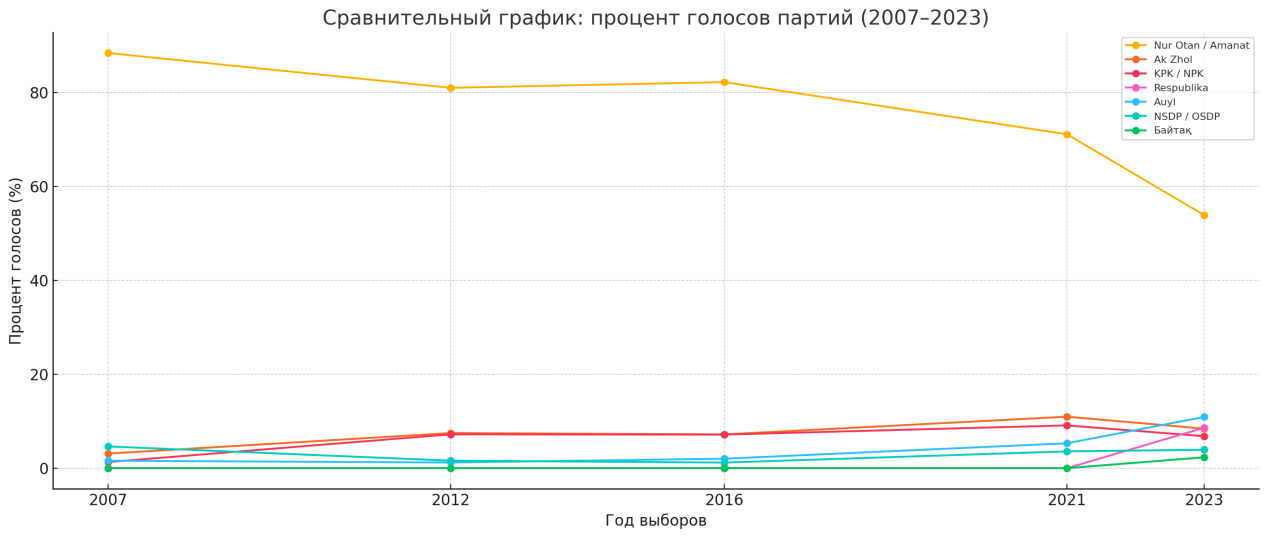 Сравнительный график: процент голосов партий (2007–2023)
Nur Otan / Amanat
Ak Zhol
KPK / NPK
Respublika
Auyl
NSDP / OSDP
Байтақ
Процент голосов (%)
80
60
40
20
0
2007
2012
2016
2021
2023
Год выборов